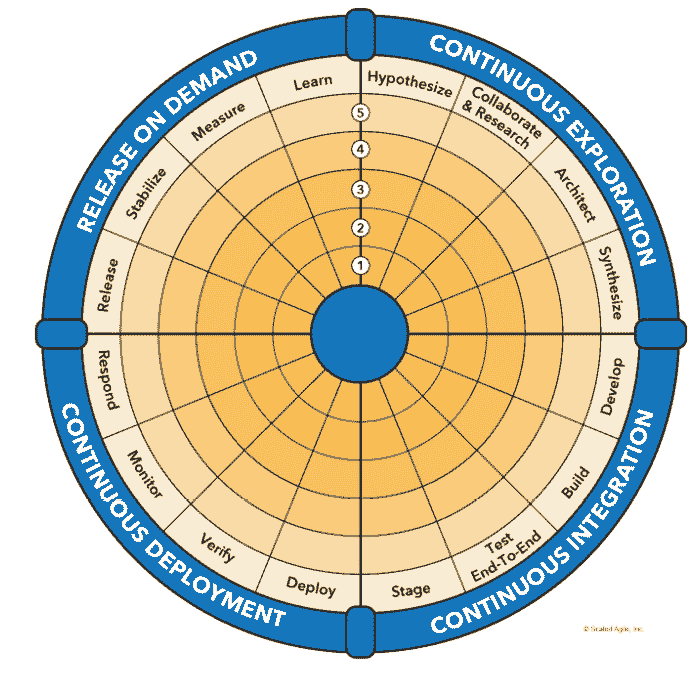 CONTINUOUS EXPLORATION
Hypothesize
Collaborate
& Research
Architect
Synthesize
CONTINUOUS INTEGRATION
Develop
Build
Test
End-To-End
Stage
CONTINUOUS DEPLOYMENT
Deploy
Verify
Monitor
Respond
RELEASE ON DEMAND
Release
Stabilize
Measure
Learn
5
4
3
2
1
© Scaled Agile, Inc.